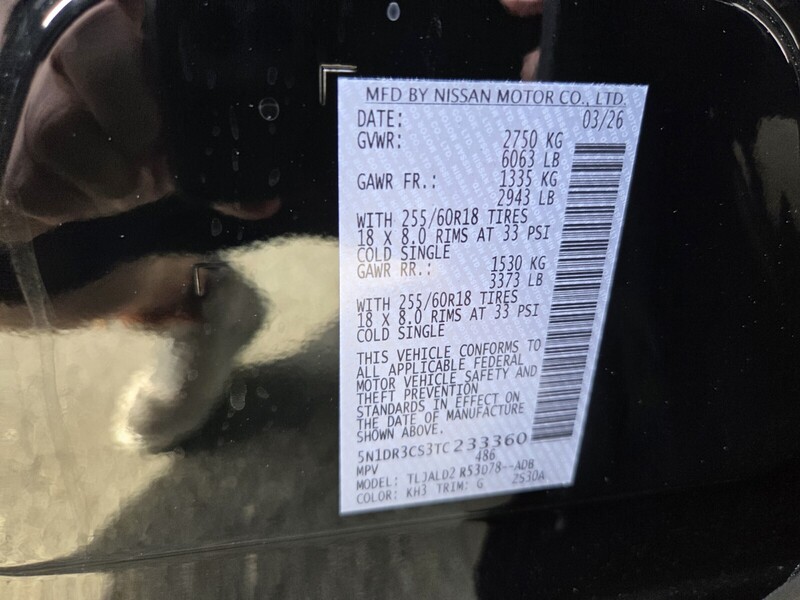 MFD BY NISSAN MOTOR CO., LTD.
DATE: 03/26
GVWR: 2750 KG
6063 LB
GAWR FR.: 1335 KG
2943 LB
WITH 255/60R18 TIRES
18 X 8.0 RIMS AT 33 PSI
COLD SINGLE
GAWR RR.: 1530 KG
3373 LB
WITH 255/60R18 TIRES
18 X 8.0 RIMS AT 33 PSI
COLD SINGLE
THIS VEHICLE CONFORMS TO
ALL APPLICABLE FEDERAL
MOTOR VEHICLE SAFETY AND
THEFT PREVENTION
STANDARDS IN EFFECT ON
THE DATE OF MANUFACTURE
SHOWN ABOVE.
5N1DR3CS3TC233360
MPV 486
MODEL: TLJALD2 R53078--ADB
COLOR: KH3 TRIM: G 2S30A